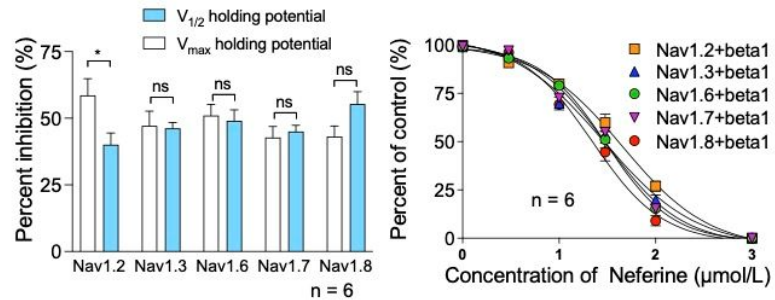 V1/2 holding potential
Vmax holding potential
Percent inhibition (%)
75
50
25
0
*
ns
ns
ns
ns
Nav1.2 Nav1.3 Nav1.6 Nav1.7 Nav1.8
n = 6
Percent of control (%)
100
75
50
25
0
Nav1.2+beta1
Nav1.3+beta1
Nav1.6+beta1
Nav1.7+beta1
Nav1.8+beta1
n = 6
0 1 2 3
Concentration of Neferine (μmol/L)